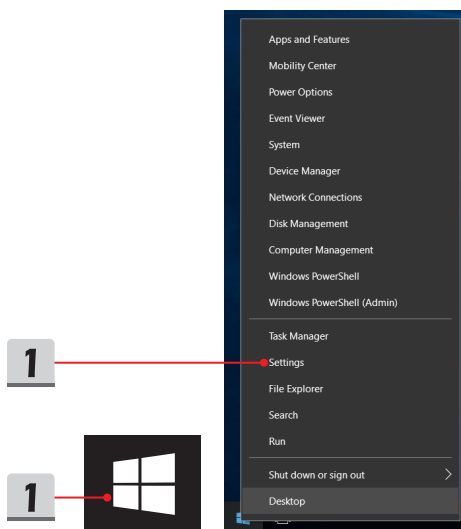 Apps and Features
Mobility Center
Power Options
Event Viewer
System
Device Manager
Network Connections
Disk Management
Computer Management
Windows PowerShell
Windows PowerShell (Admin)
Task Manager
1
Settings
File Explorer
Search
Run
Shut down or sign out
1
Desktop